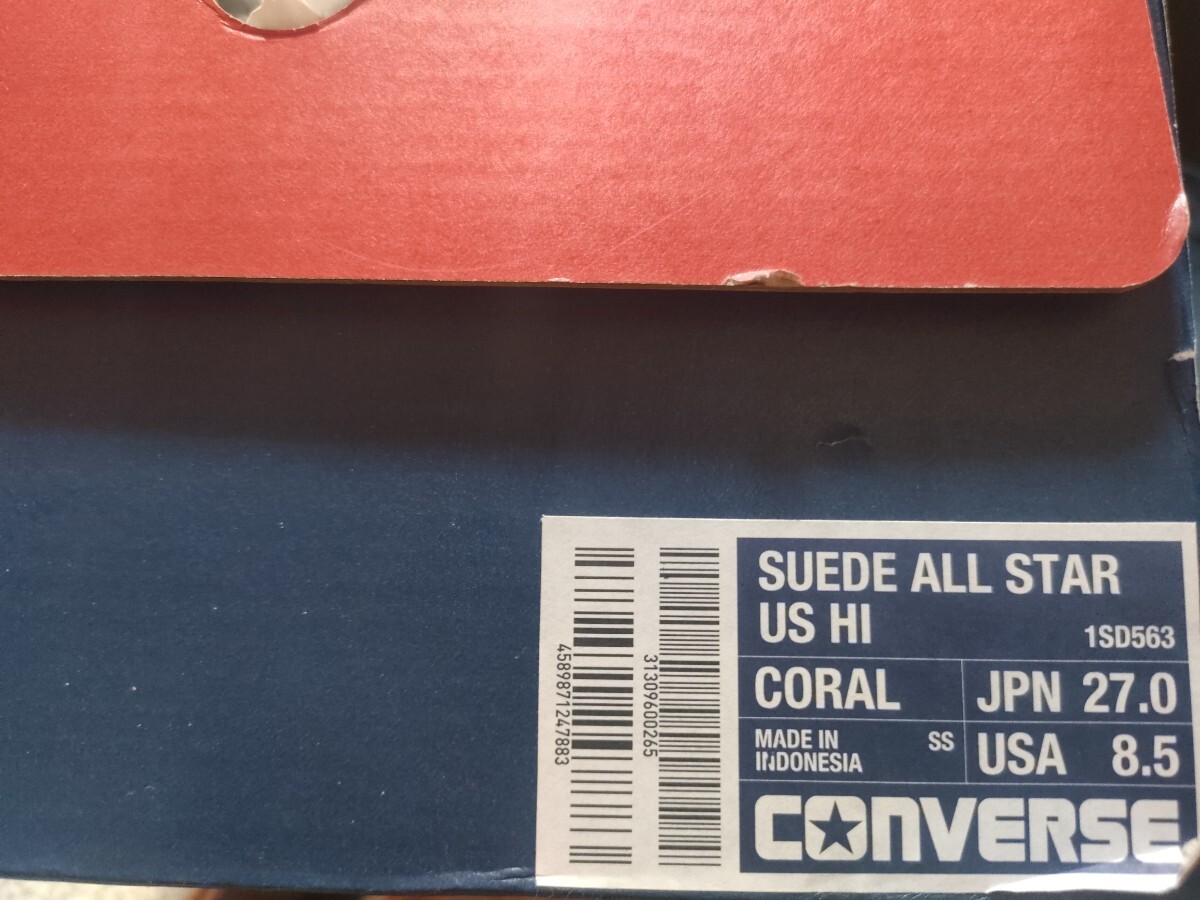 SUEDE ALL STAR
US HI
1SD563
CORAL
JPN 27.0
MADE IN
INDONESIA
SS
USA 8.5
CONVERSE
4589871247883
3130960265